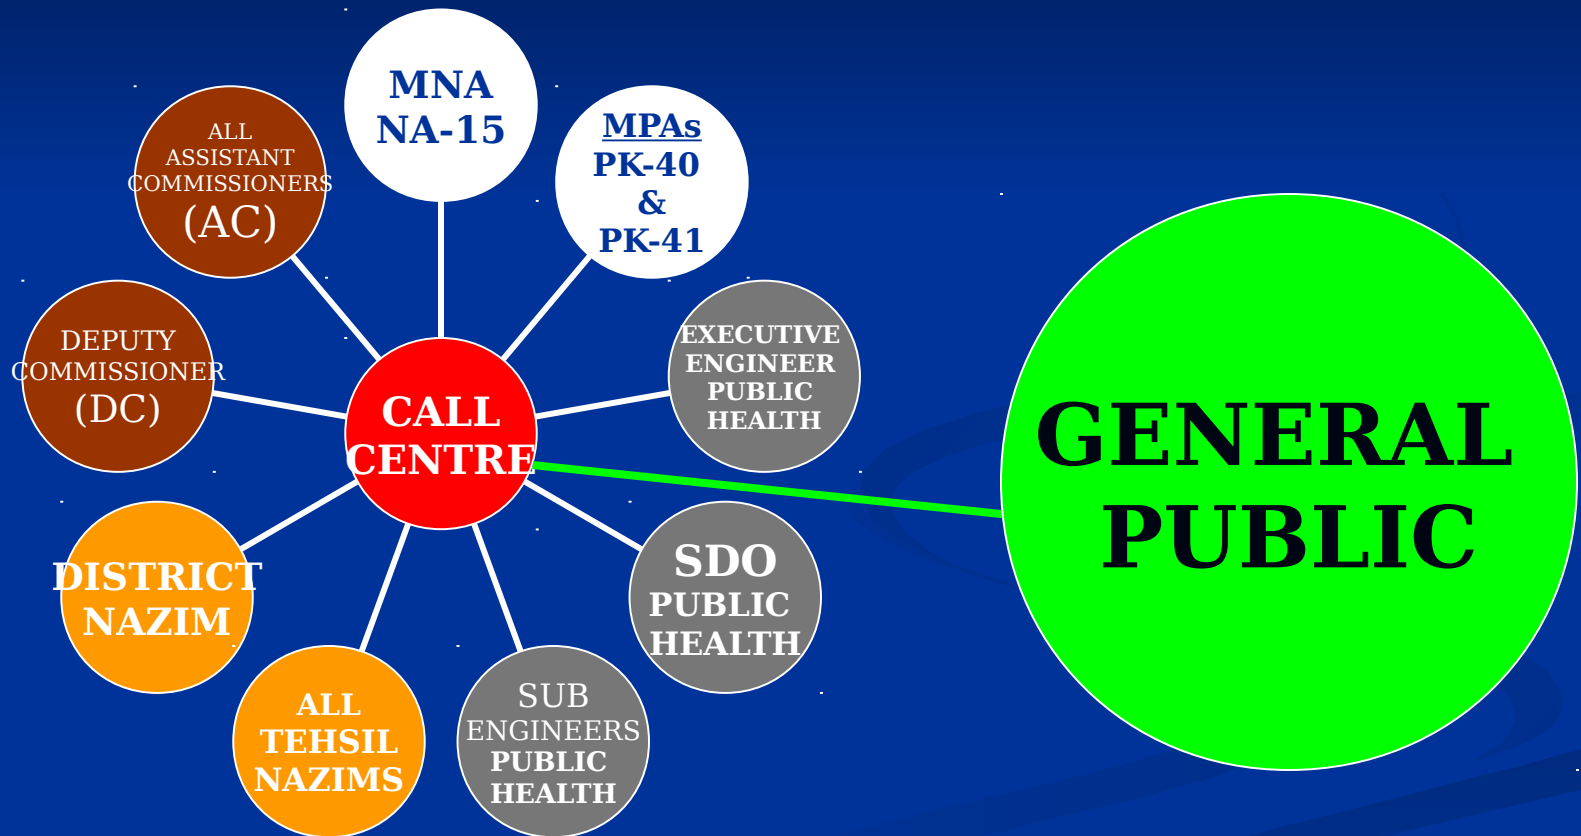 MNA
NA-15
MPAs
PK-40
&
PK-41
EXECUTIVE
ENGINEER
PUBLIC
HEALTH
SDO
PUBLIC
HEALTH
SUB
ENGINEERS
PUBLIC
HEALTH
ALL
TEHSIL
NAZIMS
DISTRICT
NAZIM
DEPUTY
COMMISSIONER
(DC)
ALL
ASSISTANT
COMMISSIONERS
(AC)
CALL
CENTRE
GENERAL
PUBLIC